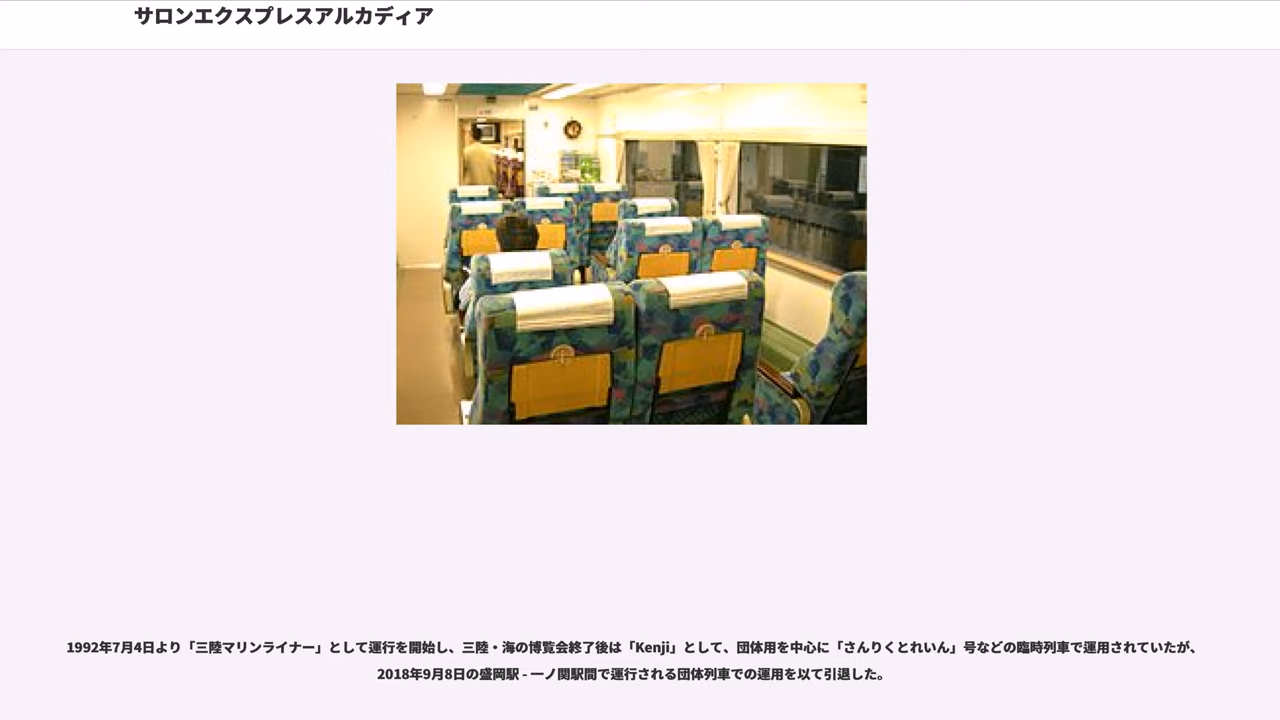 サロンエクスプレスアルカディア
1992年7月4日より「三陸マリンライナー」として運行を開始し、三陸・海の博覧会終了後は「Kenji」として、団体用を中心に「さんりくとれいん」号などの臨時列車で運用されていたが、
2018年9月8日の盛岡駅 - 一ノ関駅間で運行される団体列車での運用を以て引退した。